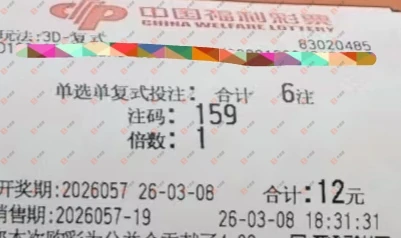 中国福利彩票
CHINA WELFARE LOTTERY
玩法:3D-复式
83020485
单选单复式投注: 合计 6注
注码: 159
倍数: 1
开奖期:2026057 26-03-08 合计:12元
销售期:2026057-19 26-03-08 18:31:31